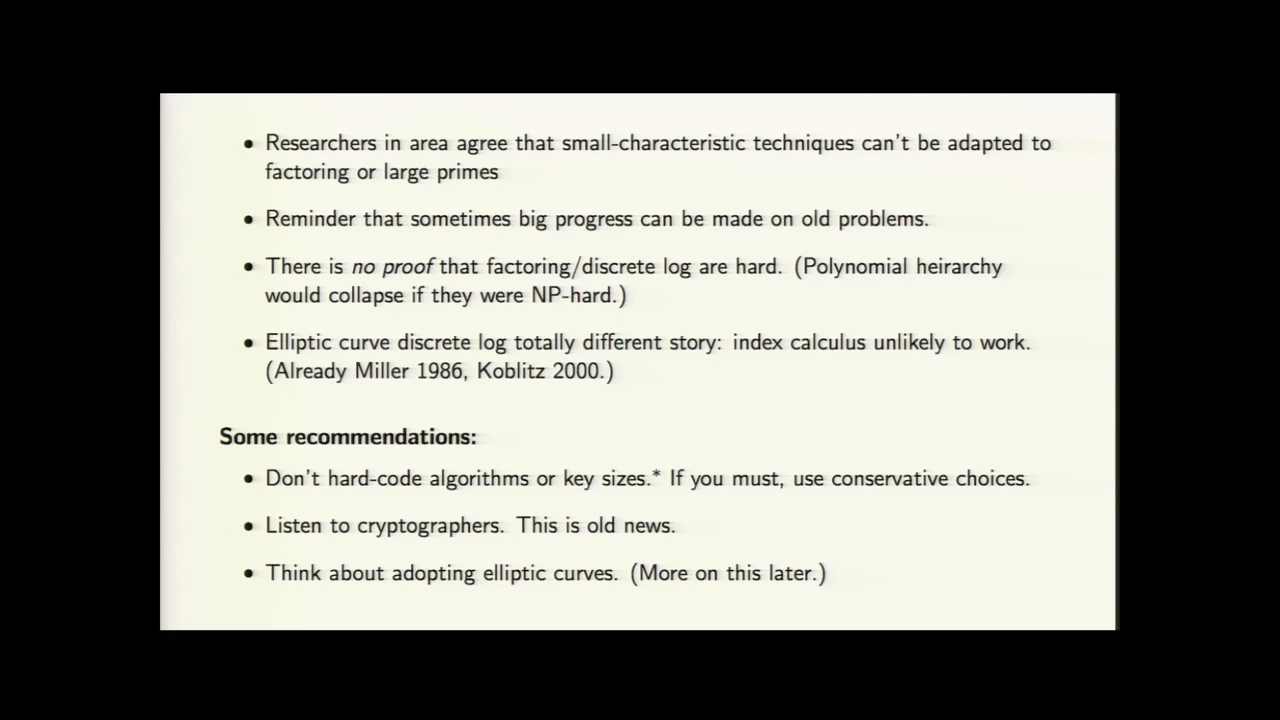 • Researchers in area agree that small-characteristic techniques can't be adapted to
factoring or large primes
• Reminder that sometimes big progress can be made on old problems.
• There is no proof that factoring/discrete log are hard. (Polynomial heirarchy
would collapse if they were NP-hard.)
• Elliptic curve discrete log totally different story: index calculus unlikely to work.
(Already Miller 1986, Koblitz 2000.)
Some recommendations:
• Don't hard-code algorithms or key sizes.* If you must, use conservative choices.
• Listen to cryptographers. This is old news.
• Think about adopting elliptic curves. (More on this later.)